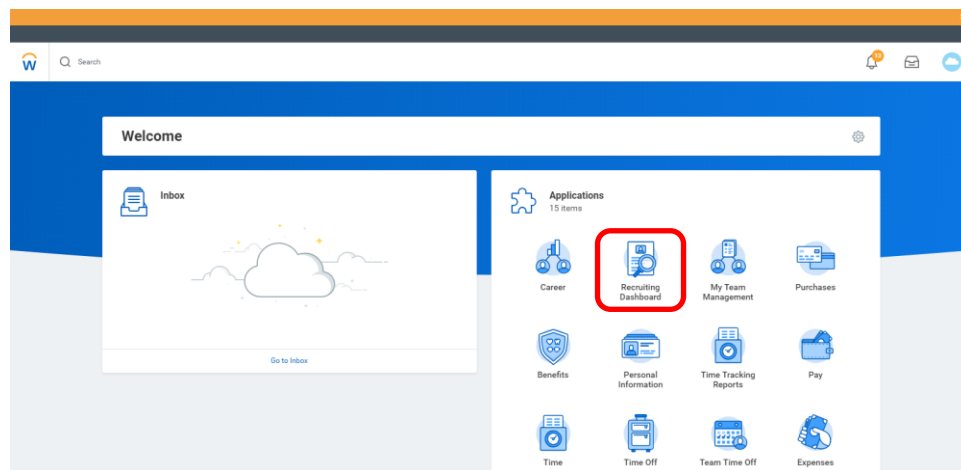 W
Search
13
Welcome
Inbox
Go to Inbox
Applications
15 items
Career
Recruiting
Dashboard
My Team
Management
Purchases
Benefits
Personal
Information
Time Tracking
Reports
Pay
Time
Time Off
Team Time Off
Expenses